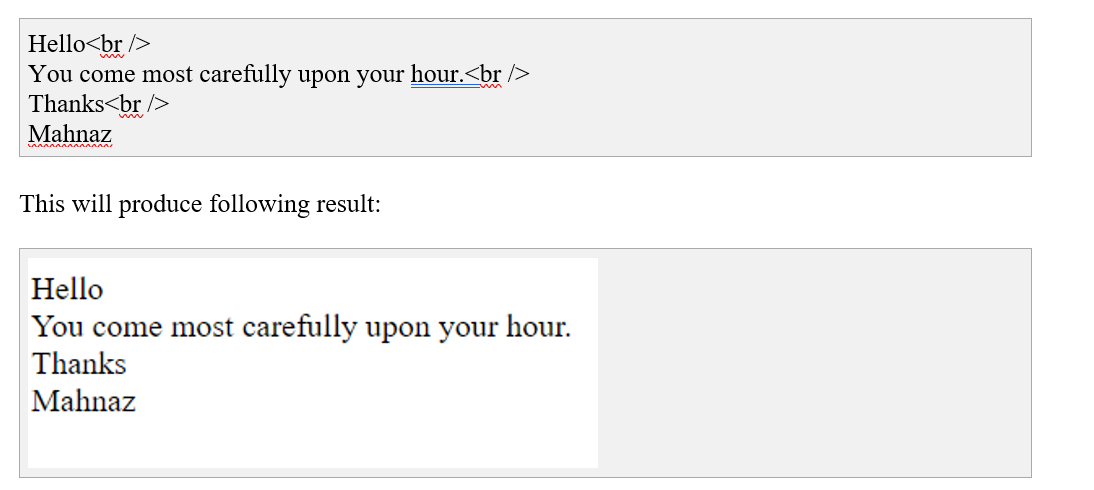 Hello<br />
You come most carefully upon your hour.<br />
Thanks<br />
Mahnaz
This will produce following result:
Hello
You come most carefully upon your hour.
Thanks
Mahnaz